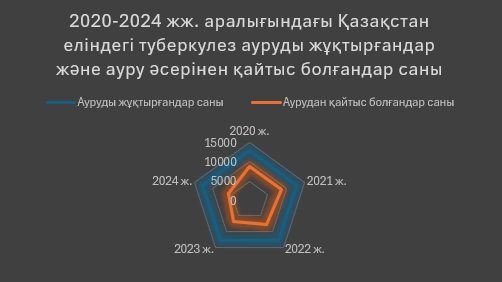 2020-2024 жж. аралығындағы Қазақстан
еліндегі туберкулез ауруды жұқтырғандар
және ауру әсерінен қайтыс болғандар саны
Ауруды жұқтырғандар саны Аурудан қайтыс болғандар саны
2020 ж.
15000
10000
2024 ж. 5000 2021 ж.
0
2023 ж. 2022 ж.